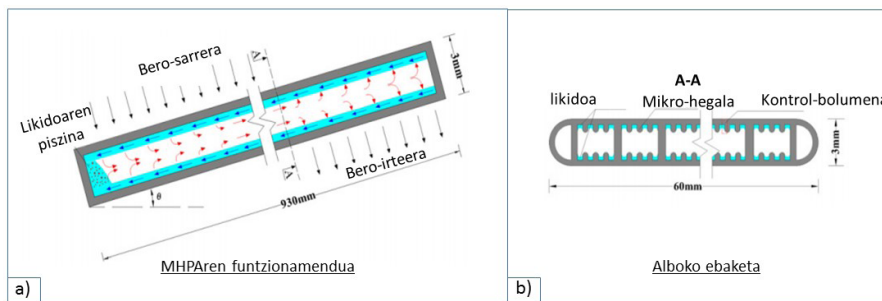 Bero-sarrera
Likidoaren
piszina
A
A
3mm
Bero-irteera
θ
930mm
MHPAren funtzionamendua
a)
A-A
likidoa
Mikro-hegala
Kontrol-bolumena
3mm
60mm
Alboko ebaketa
b)